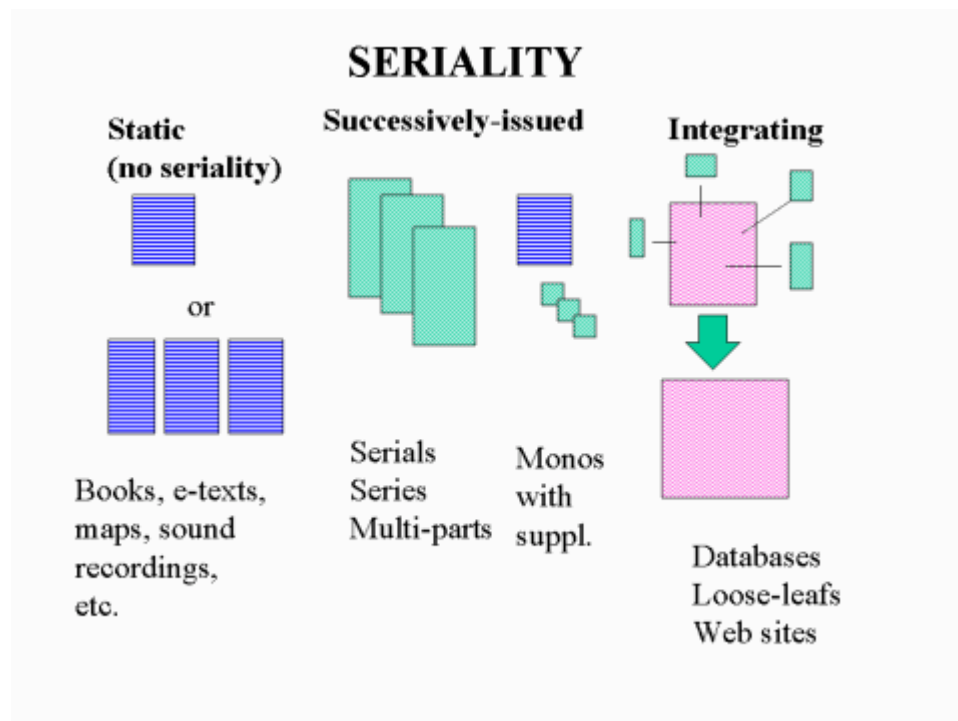 SERIALITY
Static
(no seriality)
or
Books, e-texts,
maps, sound
recordings,
etc.
Successively-issued
Serials
Series
Multi-parts
Monos
with
suppl.
Integrating
Databases
Loose-leafs
Web sites